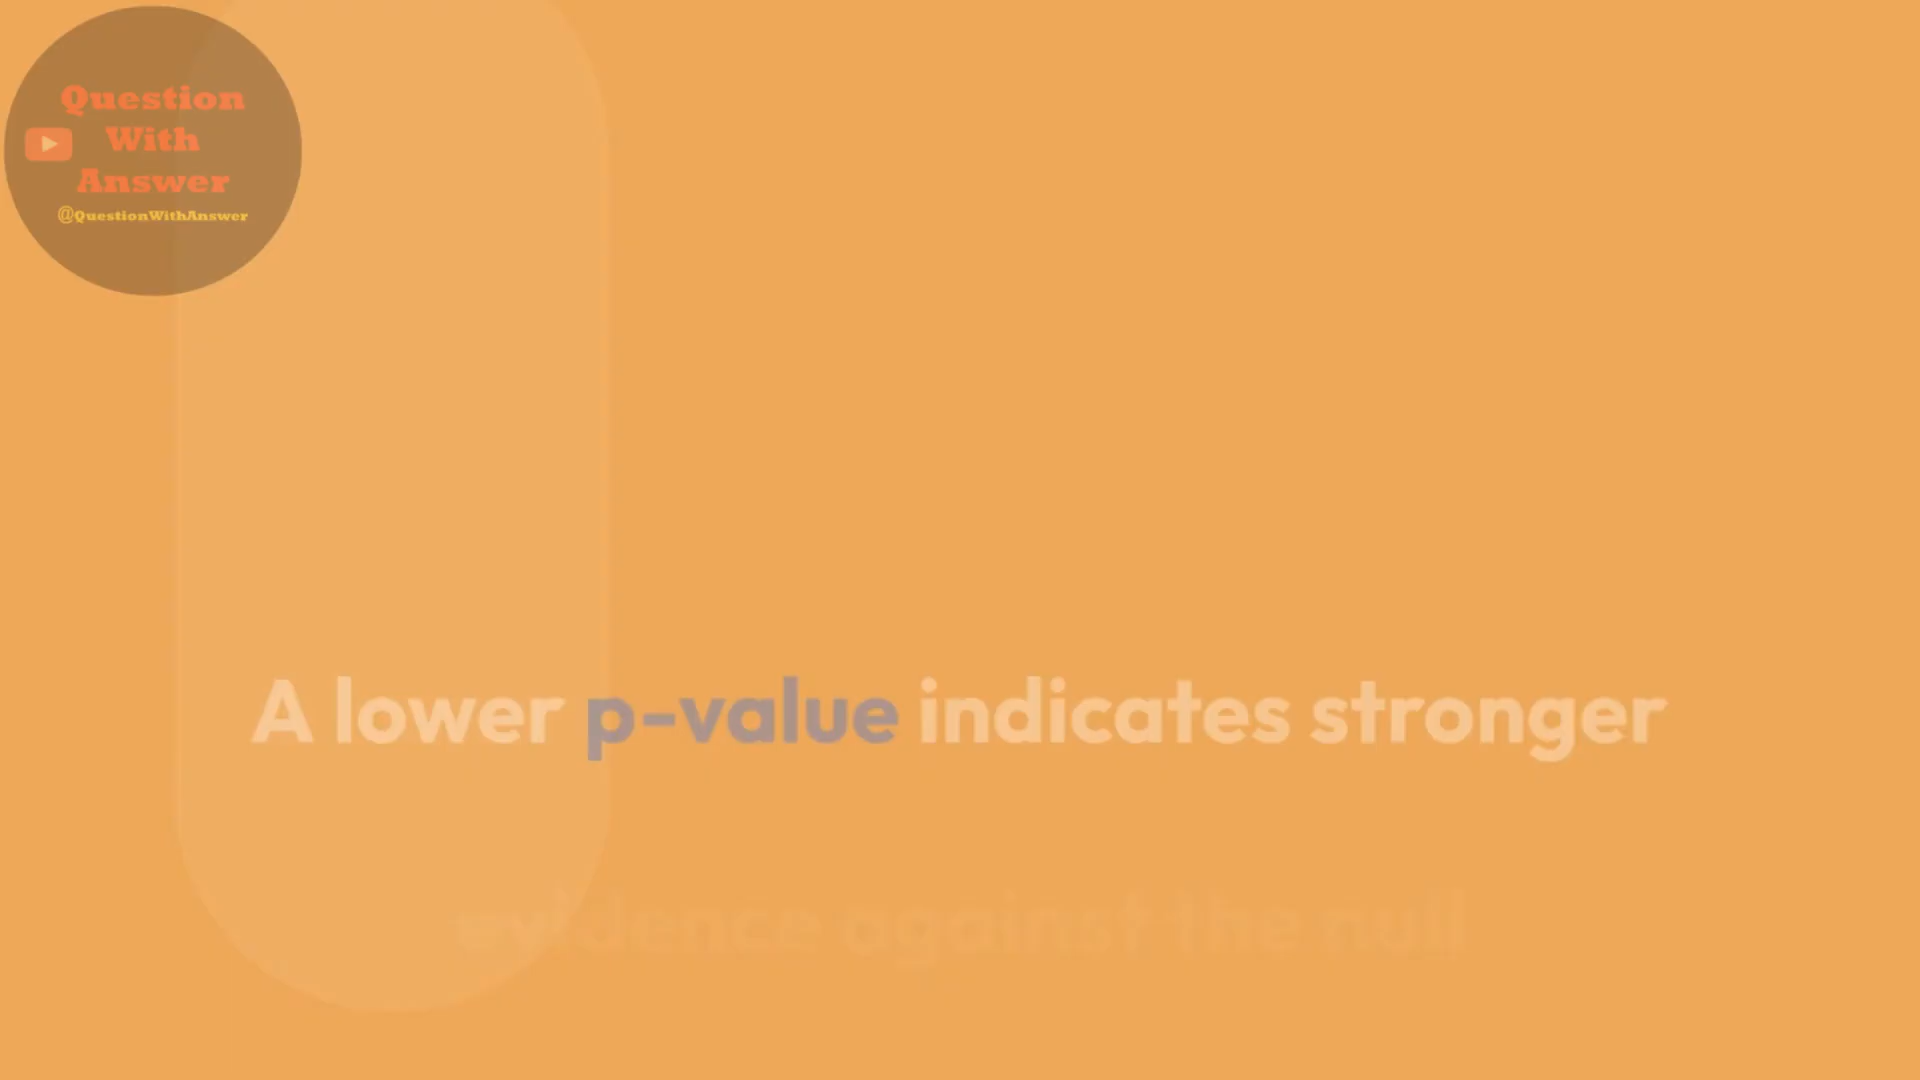 Question
With
Answer
@QuestionWithAnswer
A lower p-value indicates stronger
evidence against the null